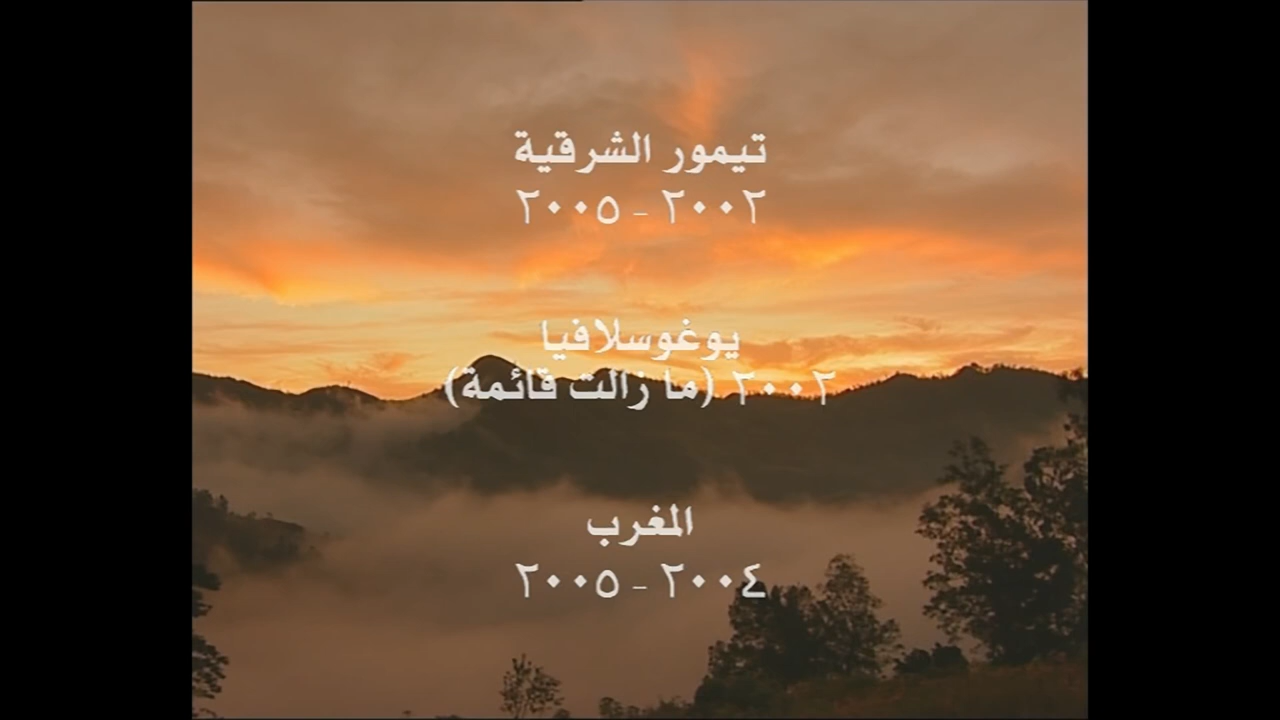 تيمور الشرقية
٢٠٠٢ - ٢٠٠٥
يوغوسلافيا
٢٠٠٢ (ما زالت قائمة)
المغرب
٢٠٠٤ - ٢٠٠٥